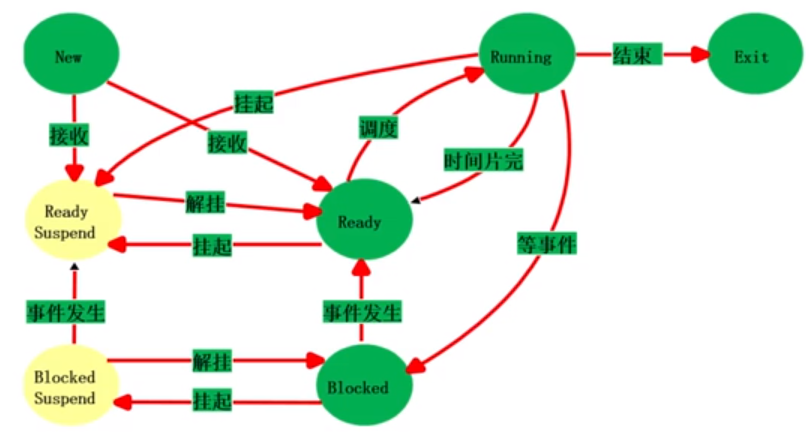 New
Running
结束
Exit
挂起
接收
接收
调度
时间片完
Ready
Suspend
解挂
Ready
挂起
等事件
事件发生
事件发生
Blocked
Suspend
解挂
Blocked
挂起